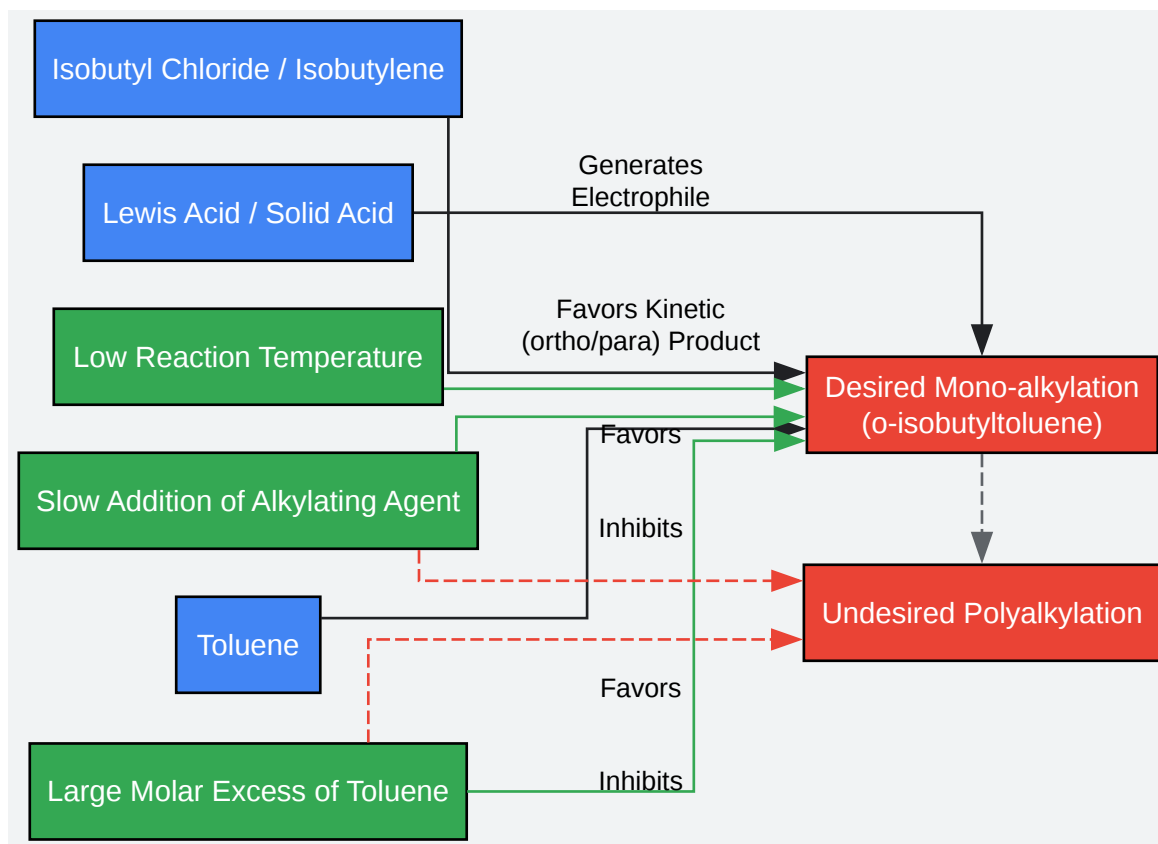 Isobutyl Chloride / Isobutylene
Generates
Electrophile
Lewis Acid / Solid Acid
Favors Kinetic
(ortho/para) Product
Low Reaction Temperature
Desired Mono-alkylation
(o-isobutyltoluene)
Favors
Slow Addition of Alkylating Agent
Inhibits
Undesired Polyalkylation
Toluene
Favors
Large Molar Excess of Toluene
Inhibits